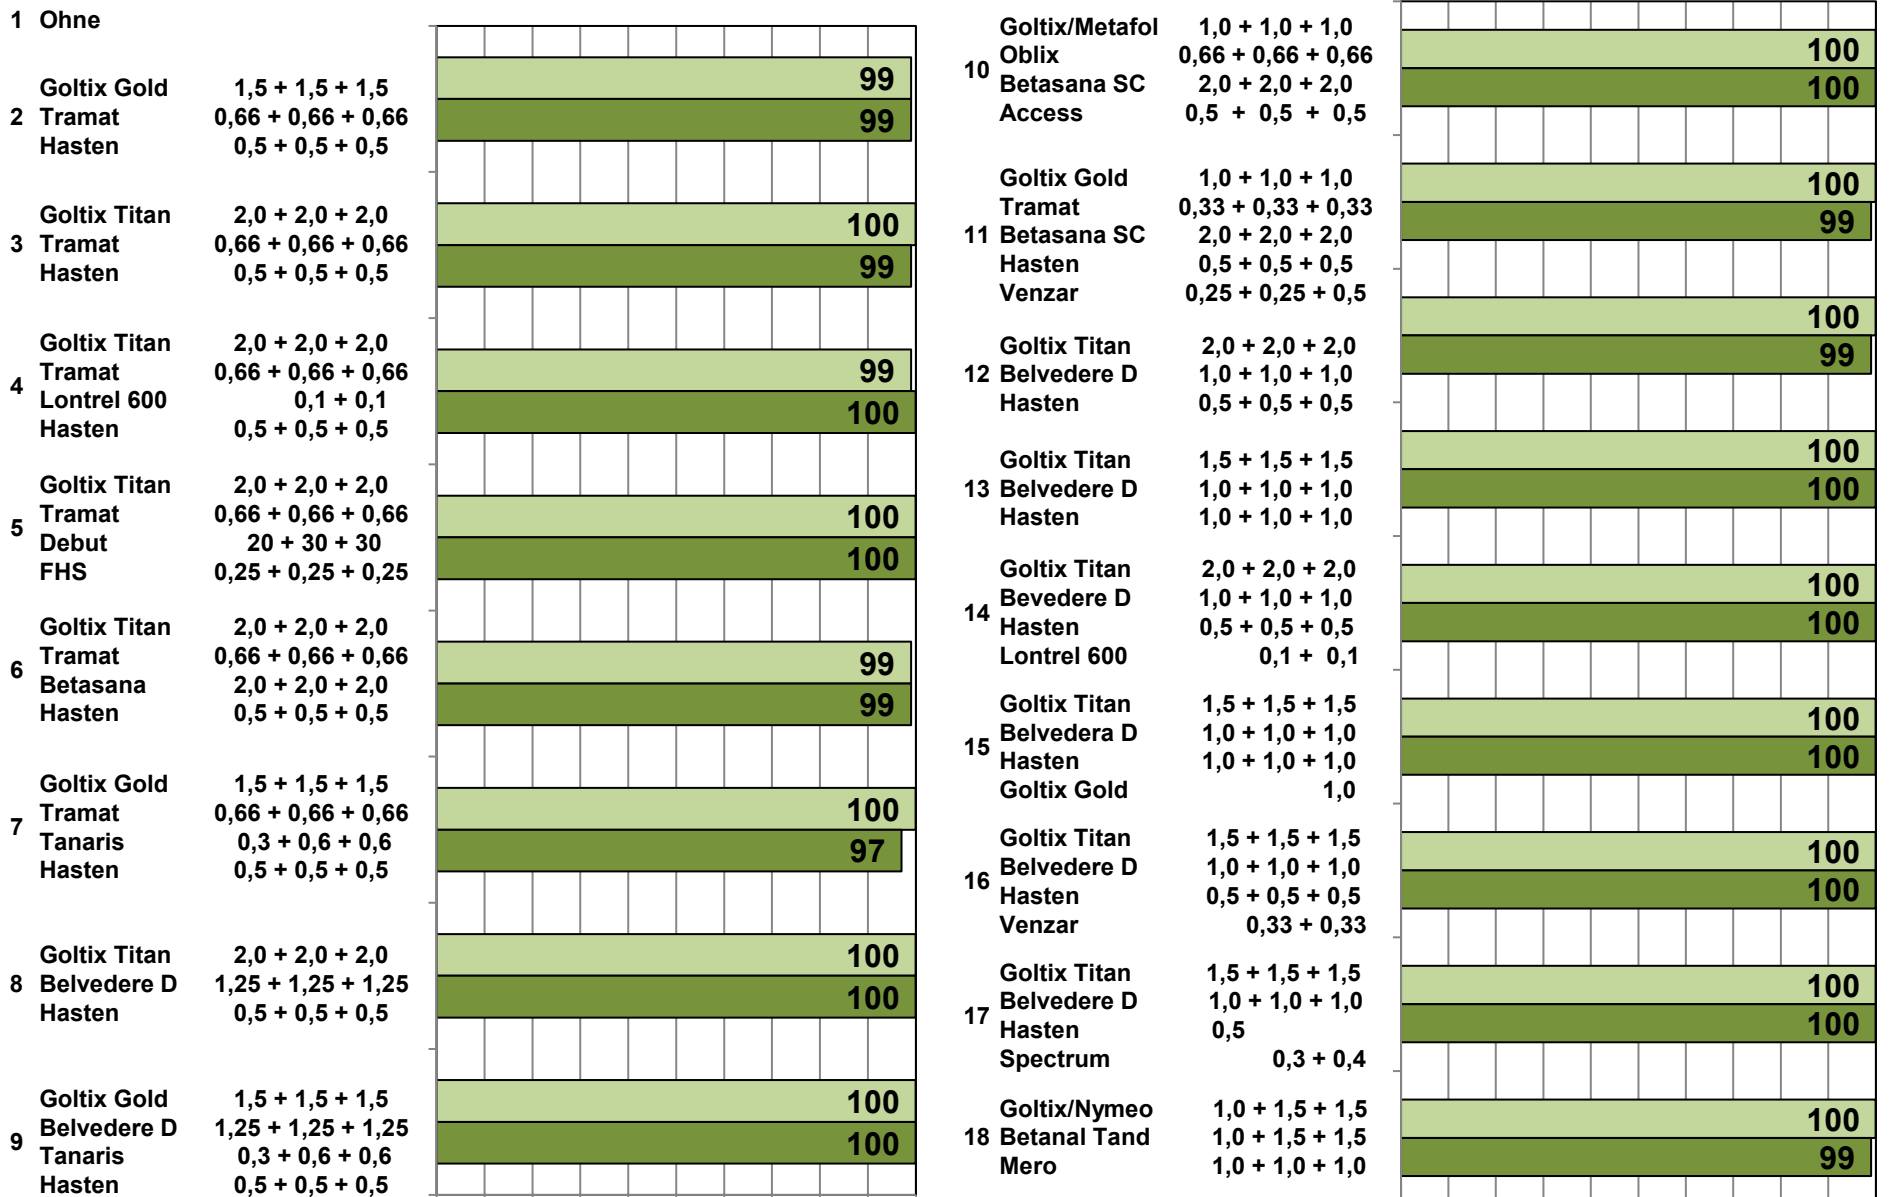 1 Ohne
Goltix Gold 1,5 + 1,5 + 1,5
2 Tramat 0,66 + 0,66 + 0,66
Hasten 0,5 + 0,5 + 0,5
99
99
Goltix Titan 2,0 + 2,0 + 2,0
3 Tramat 0,66 + 0,66 + 0,66
Hasten 0,5 + 0,5 + 0,5
100
99
Goltix Titan 2,0 + 2,0 + 2,0
Tramat 0,66 + 0,66 + 0,66
4
Lontrel 600 0,1 + 0,1
Hasten 0,5 + 0,5 + 0,5
99
100
Goltix Titan 2,0 + 2,0 + 2,0
Tramat 0,66 + 0,66 + 0,66
5
Debut 20 + 30 + 30
FHS 0,25 + 0,25 + 0,25
100
100
Goltix Titan 2,0 + 2,0 + 2,0
Tramat 0,66 + 0,66 + 0,66
6
Betasana 2,0 + 2,0 + 2,0
Hasten 0,5 + 0,5 + 0,5
99
99
Goltix Gold 1,5 + 1,5 + 1,5
Tramat 0,66 + 0,66 + 0,66
7
Tanaris 0,3 + 0,6 + 0,6
Hasten 0,5 + 0,5 + 0,5
100
97
Goltix Titan 2,0 + 2,0 + 2,0
8 Belvedere D 1,25 + 1,25 + 1,25
Hasten 0,5 + 0,5 + 0,5
100
100
Goltix Gold 1,5 + 1,5 + 1,5
Belvedere D 1,25 + 1,25 + 1,25
9
Tanaris 0,3 + 0,6 + 0,6
Hasten 0,5 + 0,5 + 0,5
100
100
Goltix/Metafol 1,0 + 1,0 + 1,0
Oblix 0,66 + 0,66 + 0,66
10
Betasana SC 2,0 + 2,0 + 2,0
Access 0,5 + 0,5 + 0,5
100
100
Goltix Gold 1,0 + 1,0 + 1,0
Tramat 0,33 + 0,33 + 0,33
11 Betasana SC 2,0 + 2,0 + 2,0
Hasten 0,5 + 0,5 + 0,5
Venzar 0,25 + 0,25 + 0,5
100
99
Goltix Titan 2,0 + 2,0 + 2,0
12 Belvedere D 1,0 + 1,0 + 1,0
Hasten 0,5 + 0,5 + 0,5
100
99
Goltix Titan 1,5 + 1,5 + 1,5
13 Belvedere D 1,0 + 1,0 + 1,0
Hasten 1,0 + 1,0 + 1,0
100
100
Goltix Titan 2,0 + 2,0 + 2,0
Bevedere D 1,0 + 1,0 + 1,0
14
Hasten 0,5 + 0,5 + 0,5
Lontrel 600 0,1 + 0,1
100
100
Goltix Titan 1,5 + 1,5 + 1,5
Belvedera D 1,0 + 1,0 + 1,0
15
Hasten 1,0 + 1,0 + 1,0
Goltix Gold 1,0
100
100
Goltix Titan 1,5 + 1,5 + 1,5
Belvedere D 1,0 + 1,0 + 1,0
16
Hasten 0,5 + 0,5 + 0,5
Venzar 0,33 + 0,33
100
100
Goltix Titan 1,5 + 1,5 + 1,5
Belvedere D 1,0 + 1,0 + 1,0
17
Hasten 0,5
Spectrum 0,3 + 0,4
100
100
Goltix/Nymeo 1,0 + 1,5 + 1,5
18 Betanal Tand 1,0 + 1,5 + 1,5
Mero 1,0 + 1,0 + 1,0
100
99